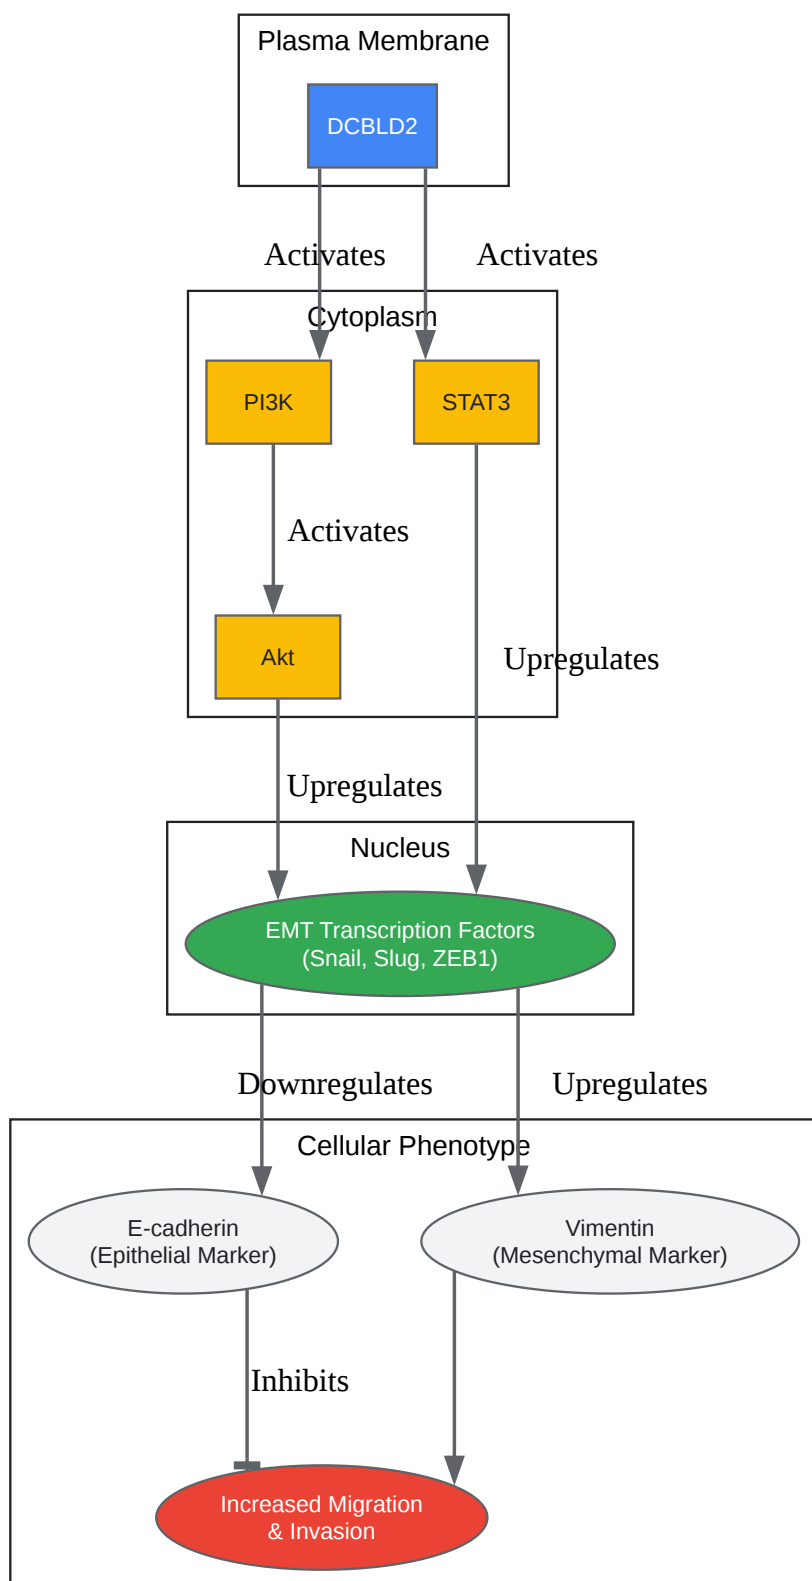 Plasma Membrane
DCBLD2
Activates
Activates
Cytoplasm
PI3K
STAT3
Activates
Akt
Upregulates
Upregulates
Nucleus
EMT Transcription Factors
(Snail, Slug, ZEB1)
Downregulates
Upregulates
Cellular Phenotype
E-cadherin
(Epithelial Marker)
Vimentin
(Mesenchymal Marker)
Inhibits
Increased Migration
& Invasion